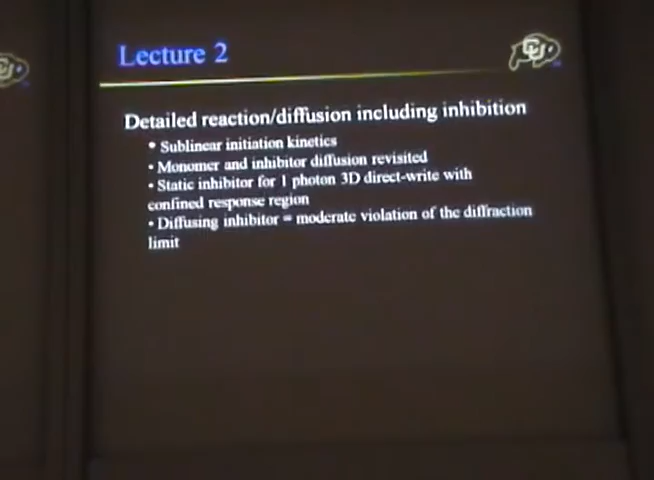 Lecture 2
CU
Detailed reaction/diffusion including inhibition
• Sublinear initiation kinetics
• Monomer and inhibitor diffusion revisited
• Static inhibitor for 1 photon 3D direct-write with
confined response region
• Diffusing inhibitor = moderate violation of the diffraction
limit